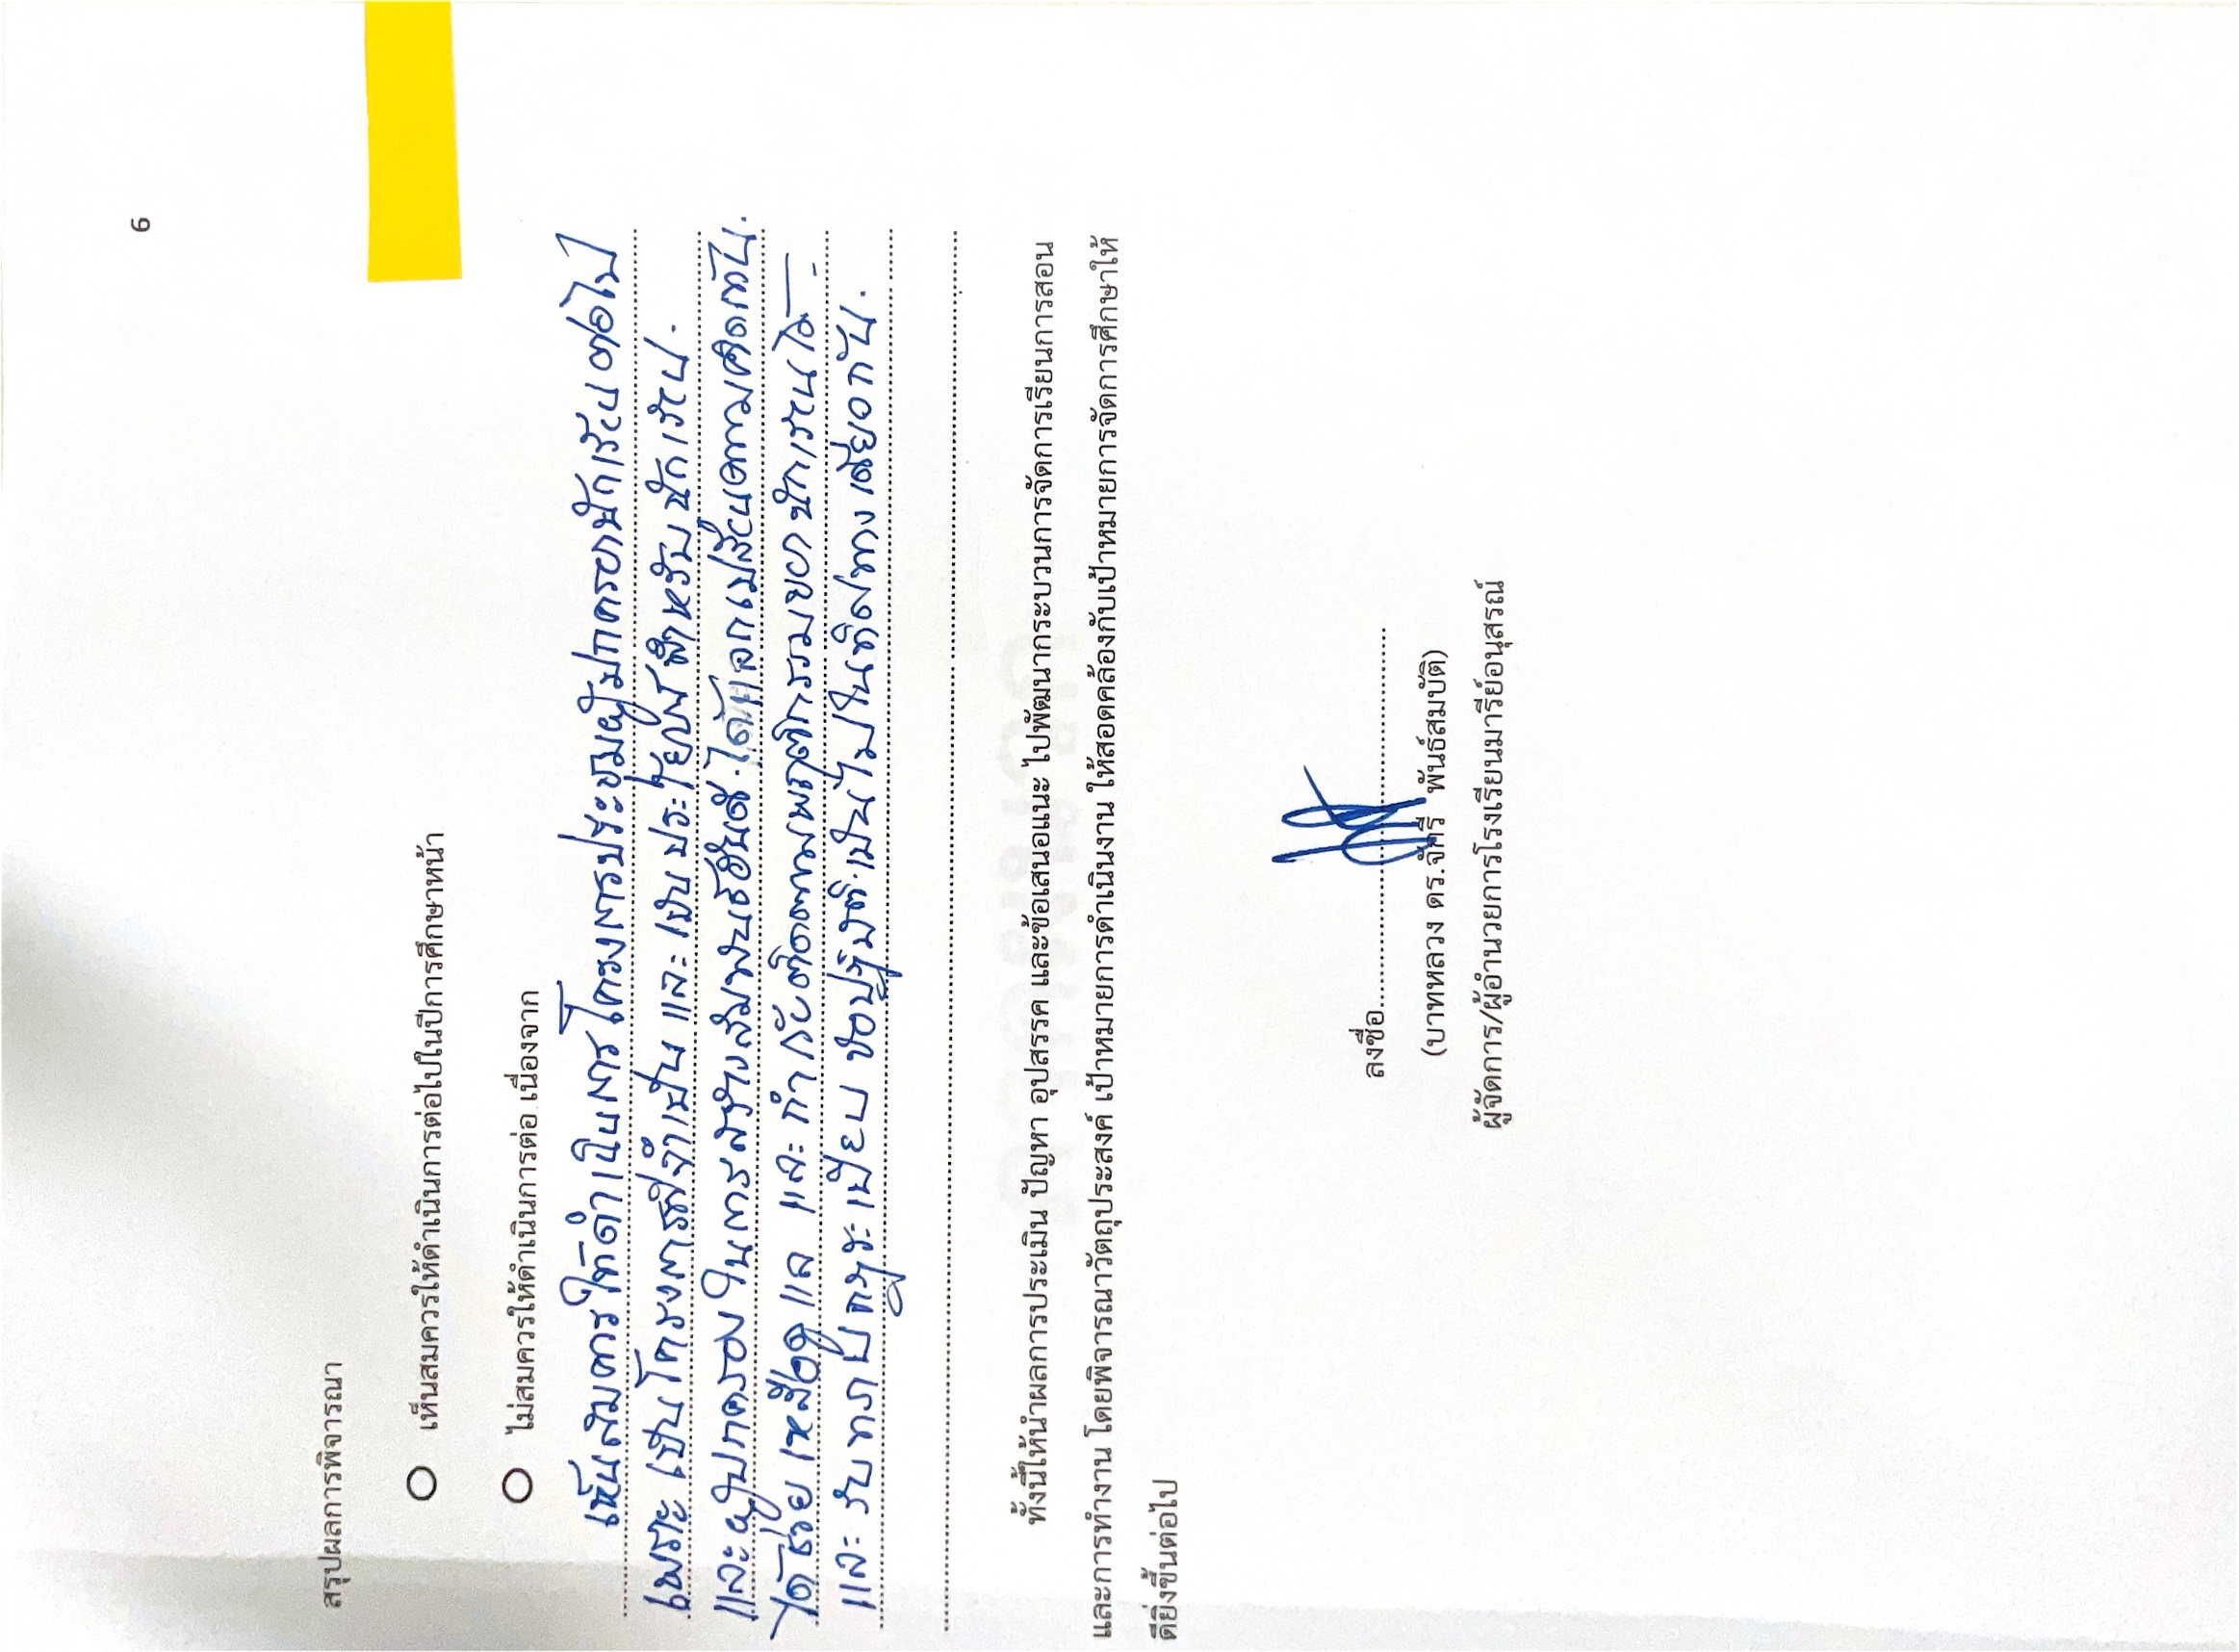 6
สรุปผลการพิจารณา
เห็นสมควรให้ดำเนินการต่อไปในปีการศึกษาหน้า
ไม่สมควรให้ดำเนินการต่อ เนื่องจาก
เห็นสมควรให้ดำเนินการโครงการประชุมผู้ปกครองนักเรียนต่อไป
เพราะเป็นโครงการที่จำเป็น และเป็นประโยชน์สำหรับนักเรียน.
และผู้ปกครองในการสร้างสัมพันธ์อันดี ได้แลกเปลี่ยนความคิดกัน.
ได้ช่วยเหลือดูแล และกำกับติดตามพฤติกรรมของนักเรียนได้
และรับทราบกฎระเบียบ ข้อปฏิบัติเป็นไปในทิศทางเดียวกัน.
ทั้งนี้ให้นำผลการประเมิน ปัญหา อุปสรรค และข้อเสนอแนะ ไปพัฒนากระบวนการจัดการเรียนการสอน
และการทำงาน โดยพิจารณาวัตถุประสงค์ เป้าหมายการดำเนินงาน ให้สอดคล้องกับเป้าหมายการจัดการศึกษาให้
ดียิ่งขึ้นต่อไป
ลงชื่อ
(บาทหลวง ดร.จักรี พันธ์สมบัติ)
ผู้จัดการ/ผู้อำนวยการโรงเรียนมารีย์อนุสรณ์